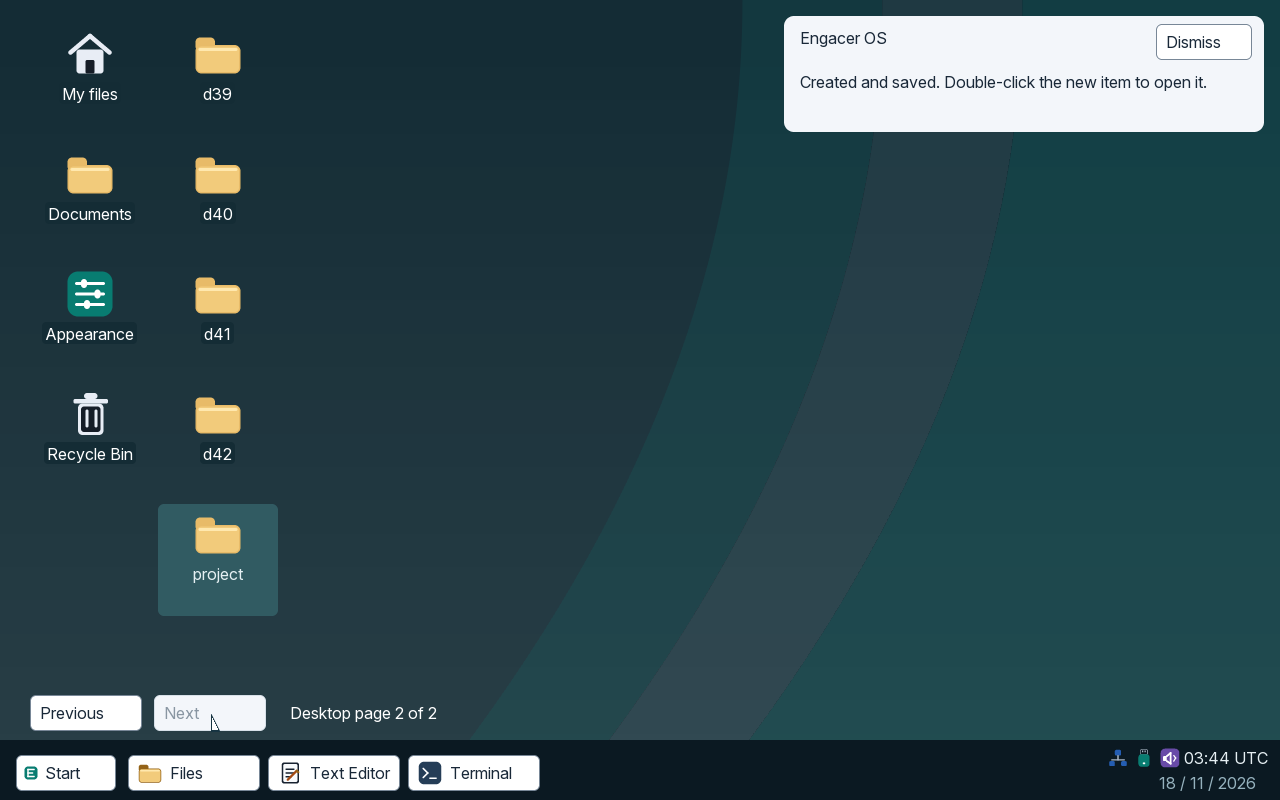 Engacer OS
Dismiss
Created and saved. Double-click the new item to open it.
My files
d39
Documents
d40
Appearance
d41
Recycle Bin
d42
project
Previous
Next
Desktop page 2 of 2
Start
Files
Text Editor
Terminal
03:44 UTC
18 / 11 / 2026